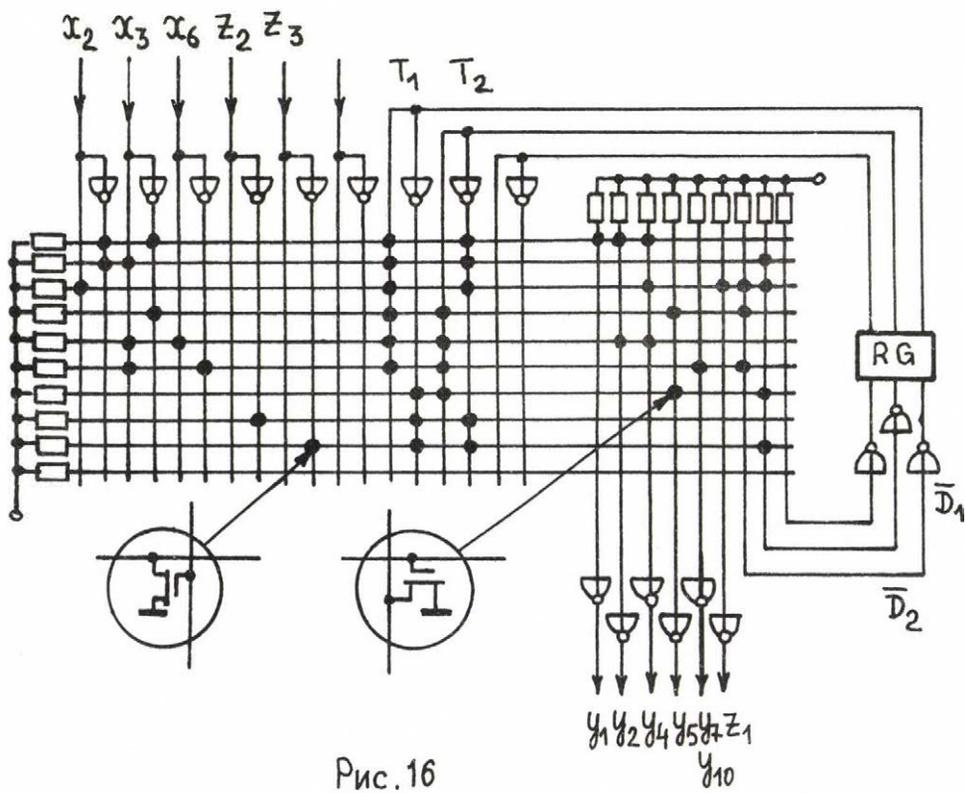 x₂ x₃ x₆ z₂ z₃
T₁ T₂
RG
D̅₁
D̅₂
y₁ y₂ y₄ y₅ y₇ z₁
y₁₀
Рис. 16